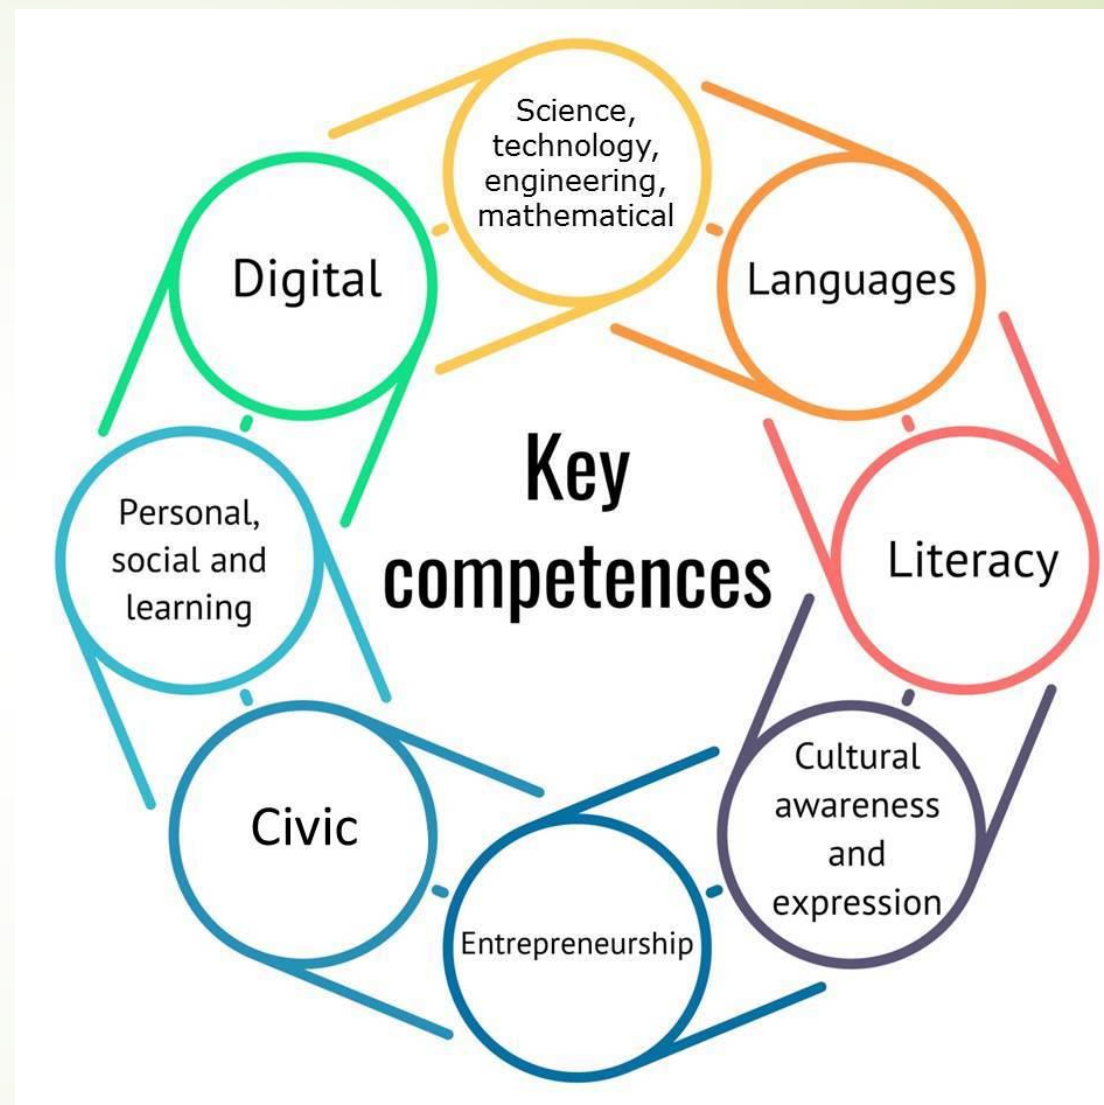 Science,
technology,
engineering,
mathematical
Digital
Languages
Key
competences
Personal,
social and
learning
Literacy
Civic
Cultural
awareness
and
expression
Entrepreneurship